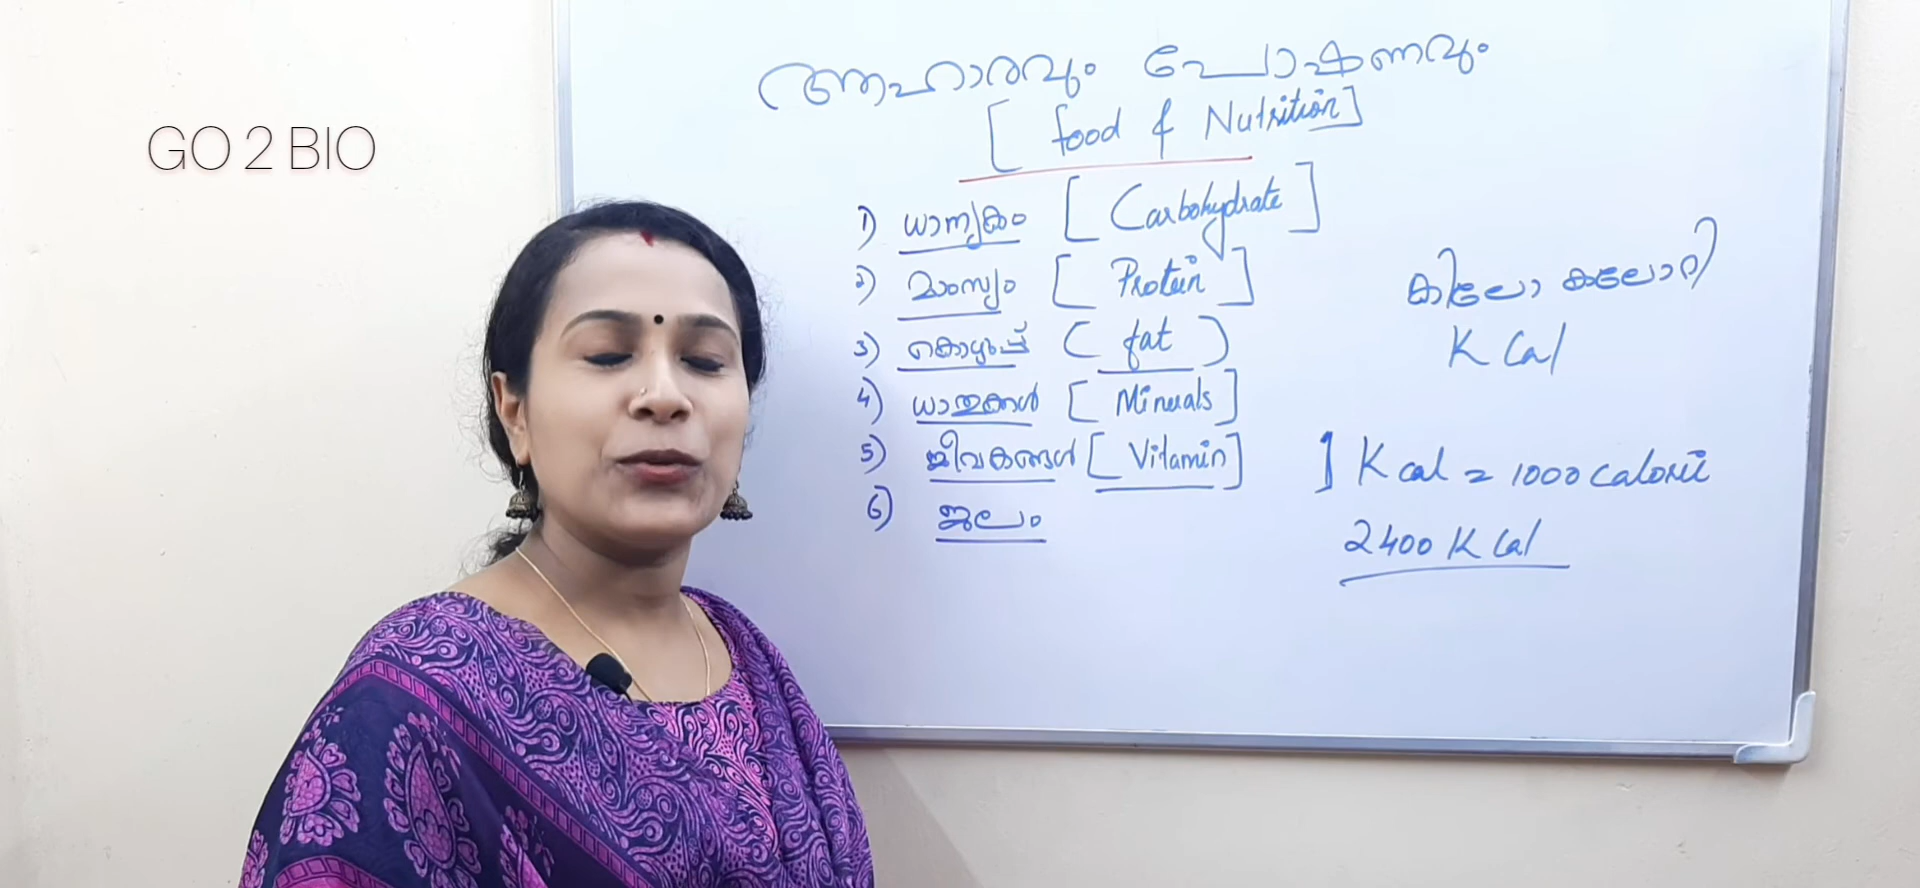 GO 2 BIO
ആഹാരവും പോഷണവും
[ food & Nutrition ]
1) ധാന്യകം [ Carbohydrate ]
2) മാംസ്യം [ Protein ]
3) കൊഴുപ്പ് ( fat )
4) ധാതുക്കൾ [ Minerals ]
5) ജീവകങ്ങൾ [ Vitamin ]
6) ജലം
കിലോ കലോറി
K Cal
1 K cal = 1000 calorie
2400 K Cal